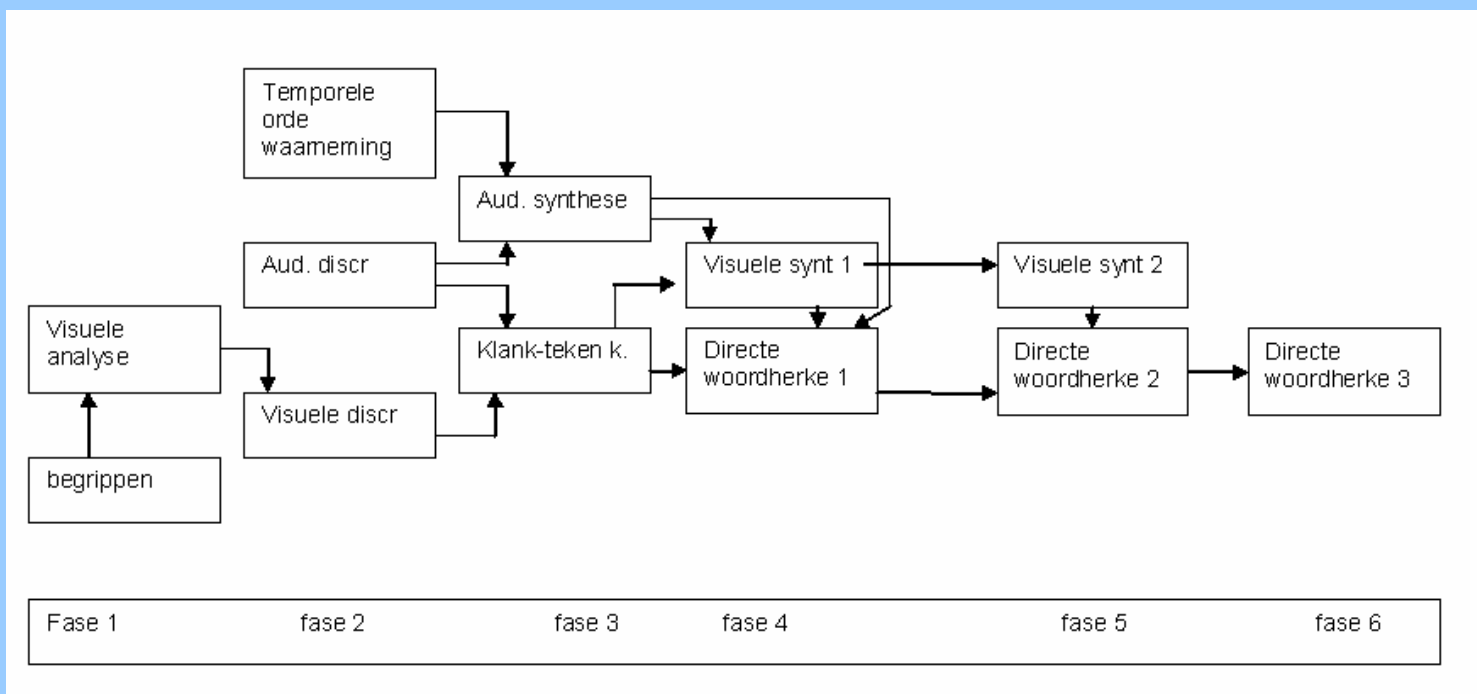 Temporele
orde
waarneming
Aud. synthese
Aud. discr
Visuele synt 1
Visuele synt 2
Visuele
analyse
Klank-teken k.
Directe
woordherke 1
Directe
woordherke 2
Directe
woordherke 3
Visuele discr
begrippen
Fase 1 fase 2 fase 3 fase 4 fase 5 fase 6